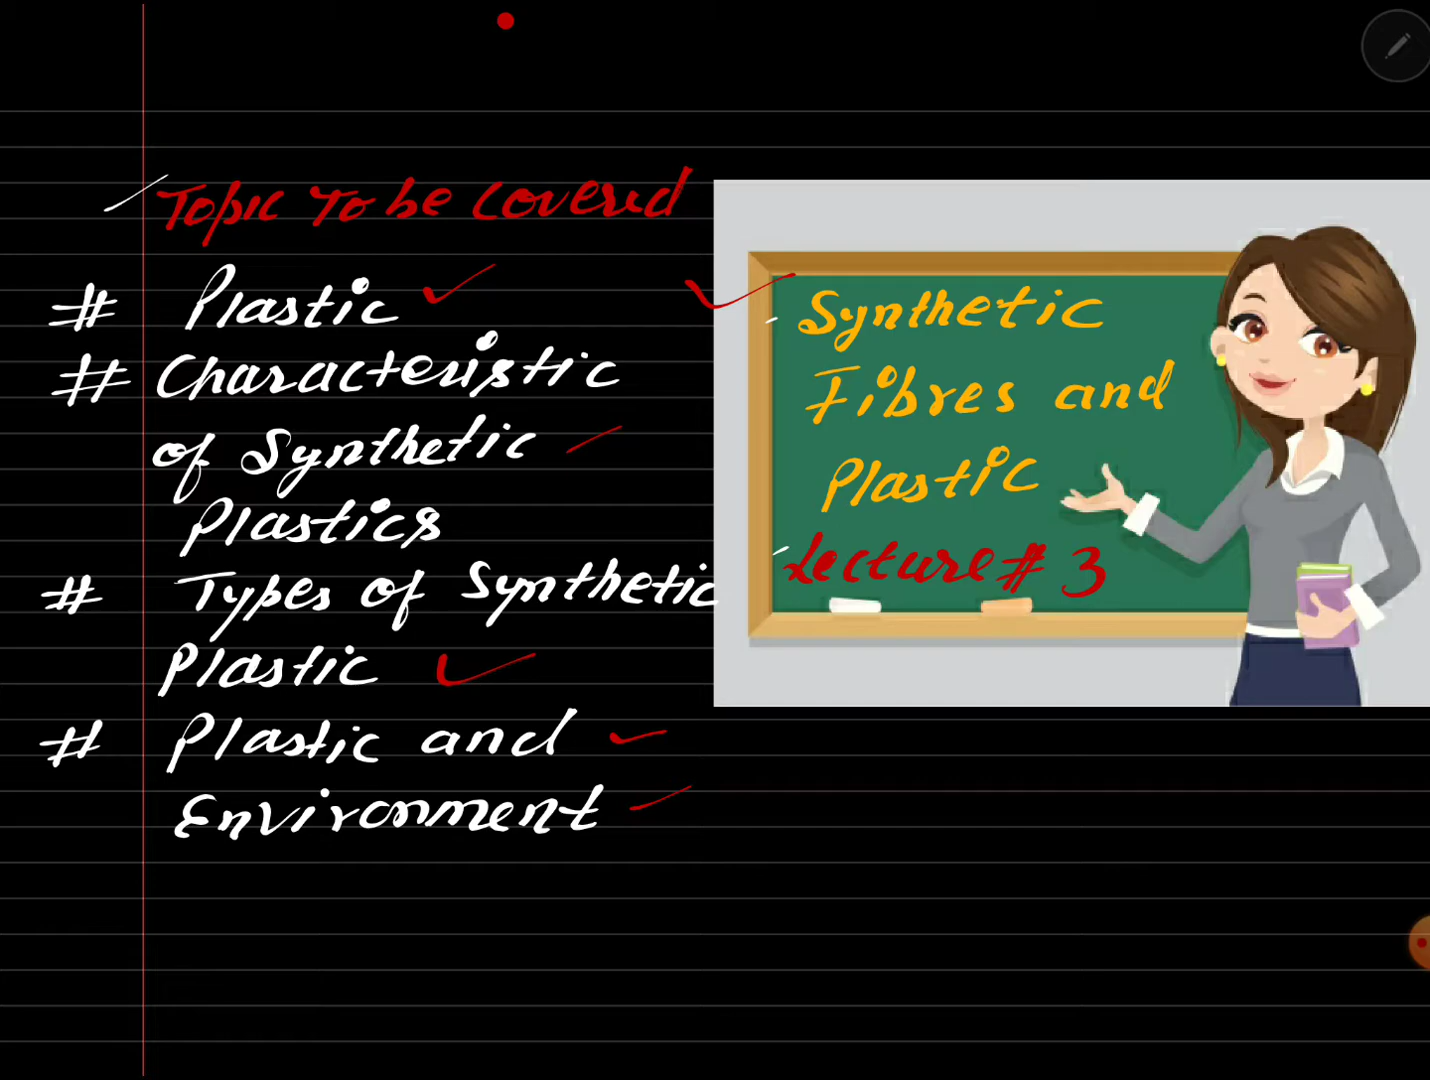 Topic To be Covered
# Plastic
# Characteristic
of Synthetic
Plastics
# Types of Synthetic
Plastic
# Plastic and
Environment
Synthetic
Fibres and
Plastic
Lecture # 3